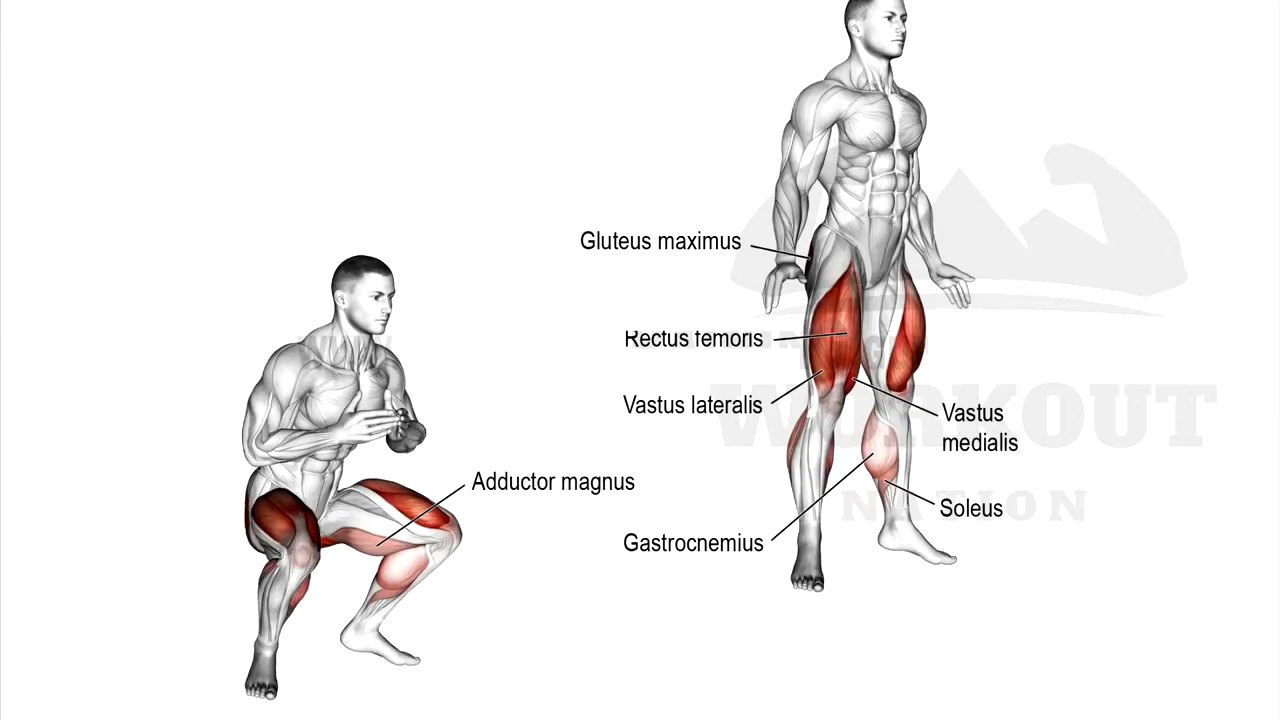 Gluteus maximus
Rectus femoris
Vastus lateralis
Vastus
medialis
Adductor magnus
Soleus
Gastrocnemius
WORKOUT
NATION